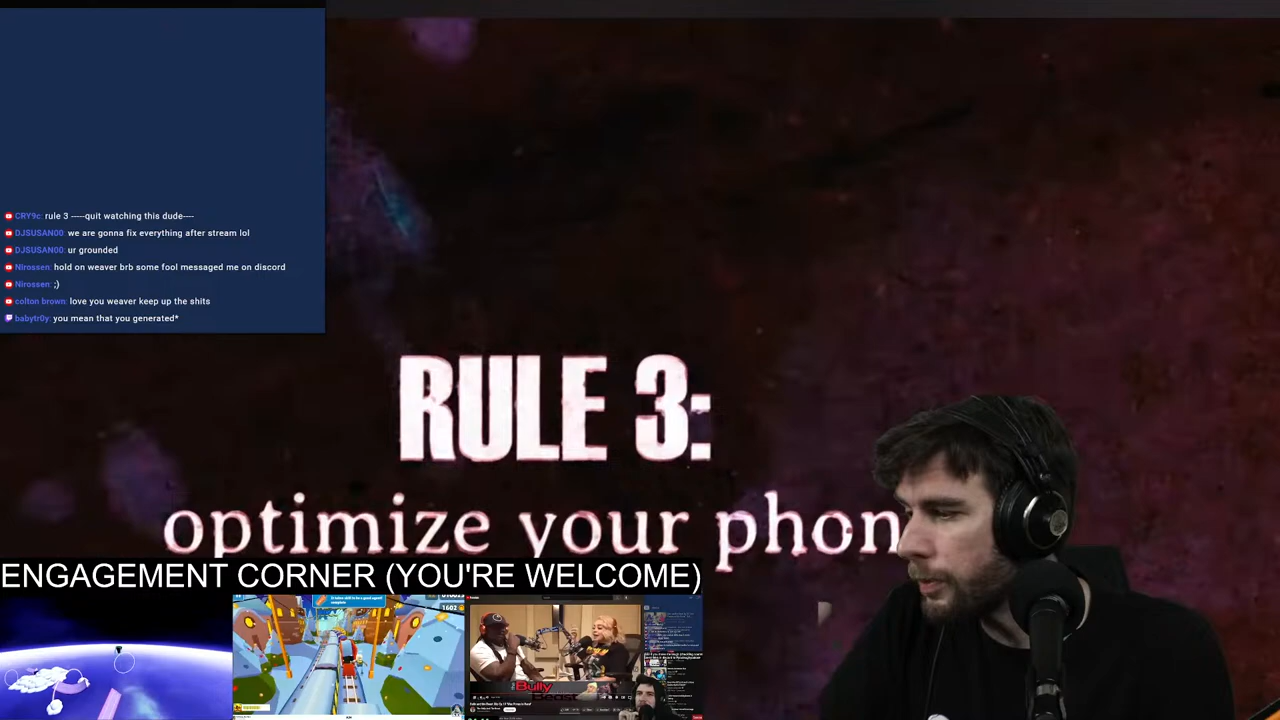 CRY9c: rule 3 -----quit watching this dude----
DJSUSAN00: we are gonna fix everything after stream lol
DJSUSAN00: ur grounded
Nirossen: hold on weaver brb some fool messaged me on discord
Nirossen: ;)
colton brown: love you weaver keep up the shits
babytr0y: you mean that you generated*
RULE 3:
optimize your phon
ENGAGEMENT CORNER (YOU'RE WELCOME)
1602
Bully